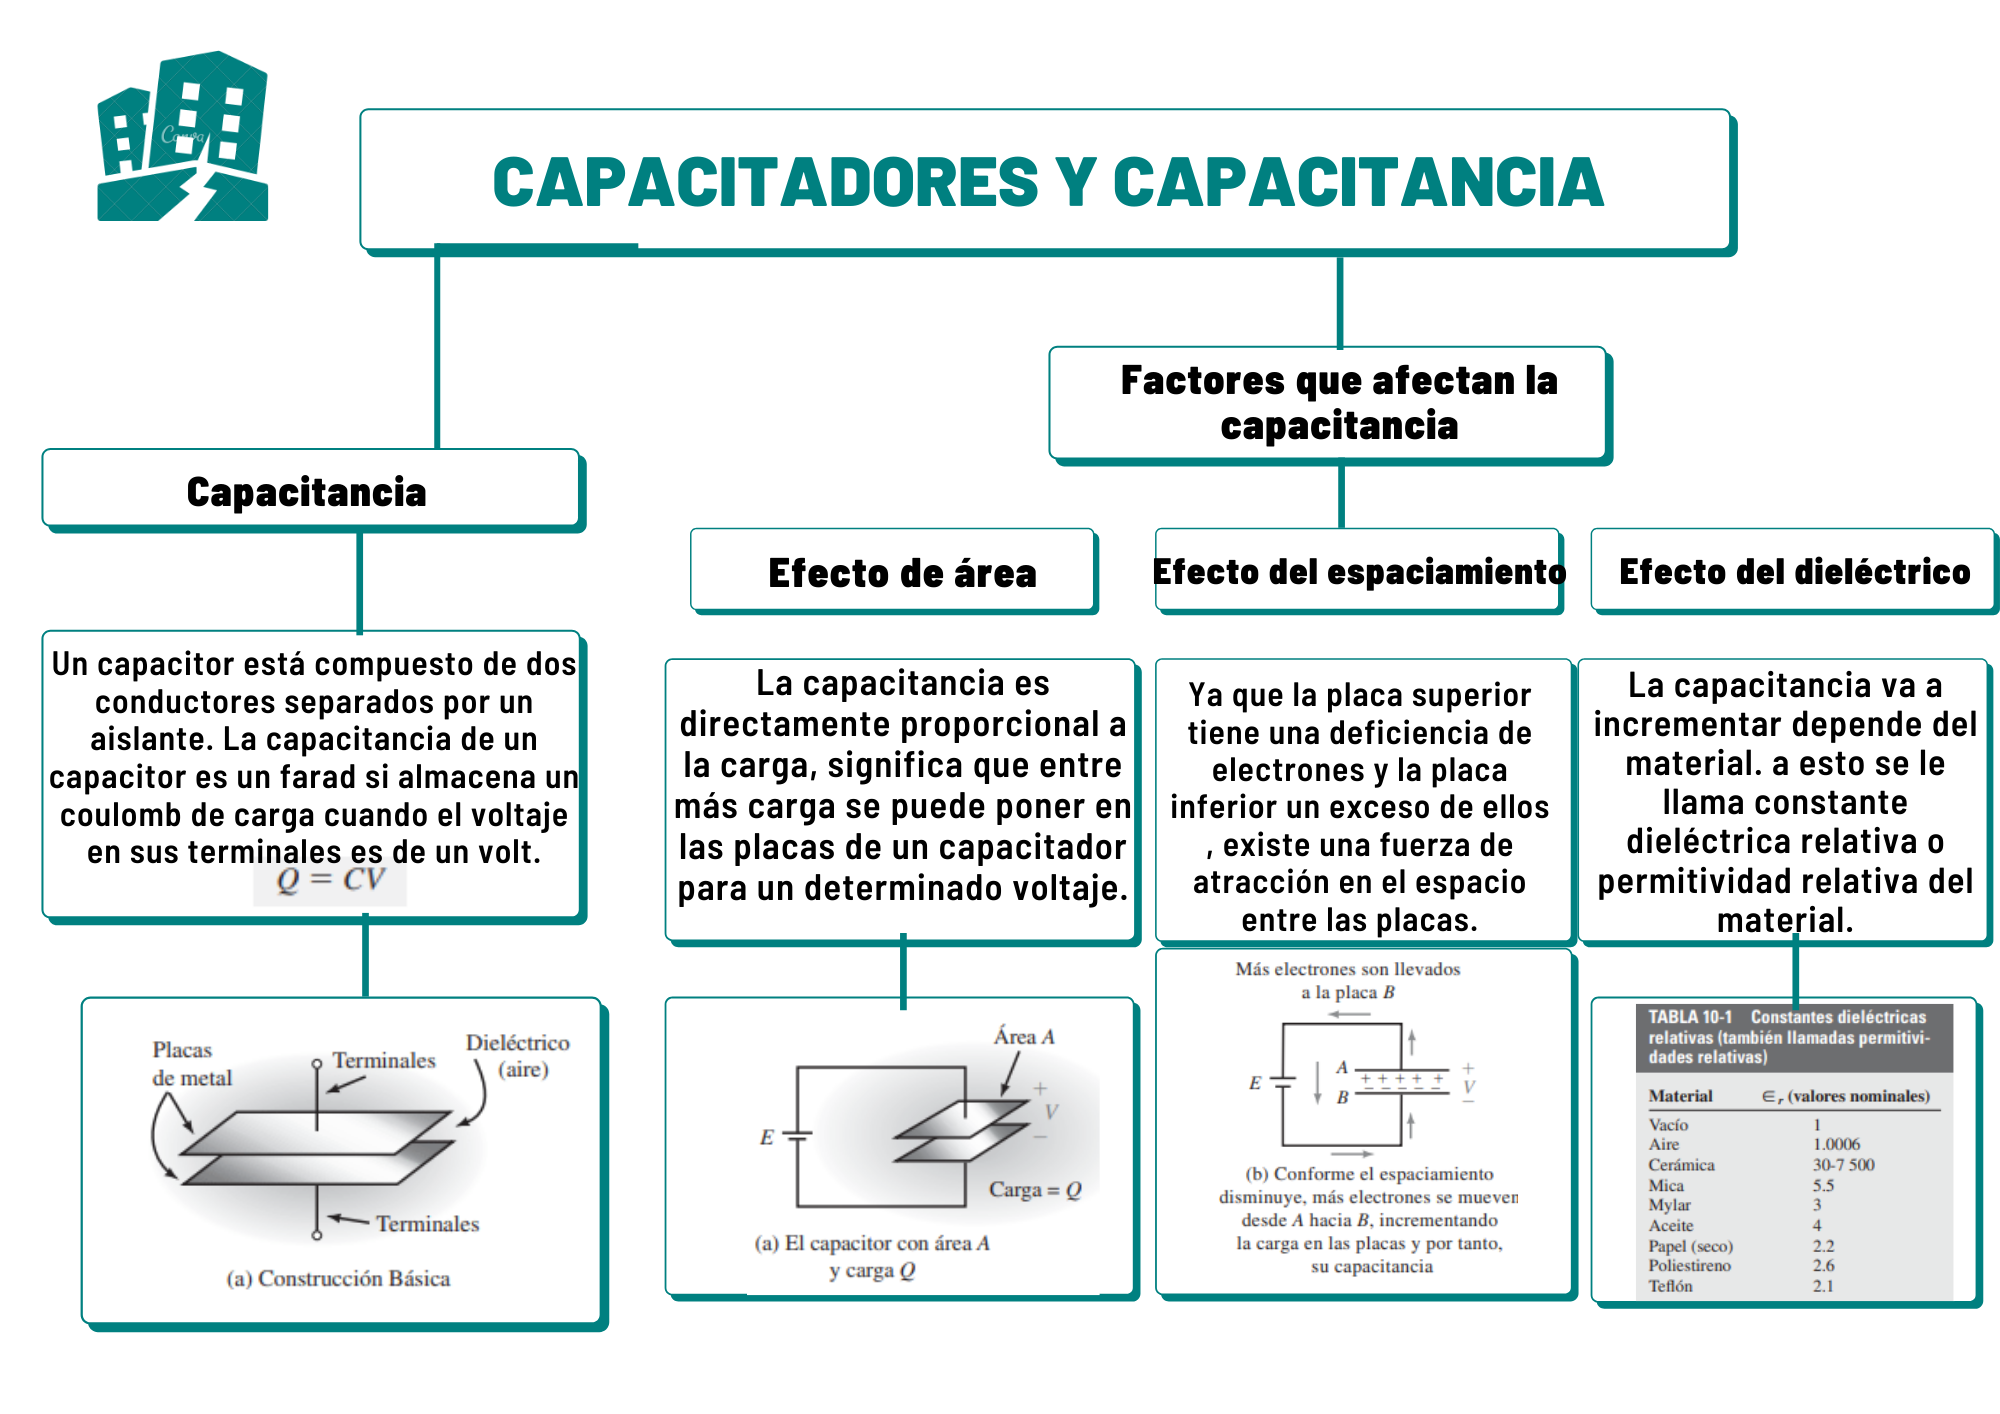 Canva
CAPACITADORES Y CAPACITANCIA
Factores que afectan la
capacitancia
Capacitancia
Efecto de área
Efecto del espaciamiento
Efecto del dieléctrico
Un capacitor está compuesto de dos
conductores separados por un
aislante. La capacitancia de un
capacitor es un farad si almacena un
coulomb de carga cuando el voltaje
en sus terminales es de un volt.
Q = CV
La capacitancia es
directamente proporcional a
la carga, significa que entre
más carga se puede poner en
las placas de un capacitador
para un determinado voltaje.
Ya que la placa superior
tiene una deficiencia de
electrones y la placa
inferior un exceso de ellos
, existe una fuerza de
atracción en el espacio
entre las placas.
La capacitancia va a
incrementar depende del
material. a esto se le
llama constante
dieléctrica relativa o
permitividad relativa del
material.
Placas
de metal
Terminales
Dieléctrico
(aire)
Terminales
(a) Construcción Básica
Área A
+
V
−
E
Carga = Q
(a) El capacitor con área A
y carga Q
Más electrones son llevados
a la placa B
E
A
B
+ + + + +
− − − − −
+
V
−
(b) Conforme el espaciamiento
disminuye, más electrones se mueven
desde A hacia B, incrementando
la carga en las placas y por tanto,
su capacitancia
TABLA 10-1 Constantes dieléctricas
relativas (también llamadas permitivi-
dades relativas)
Material ∈r (valores nominales)
Vacío 1
Aire 1.0006
Cerámica 30-7 500
Mica 5.5
Mylar 3
Aceite 4
Papel (seco) 2.2
Poliestireno 2.6
Teflón 2.1